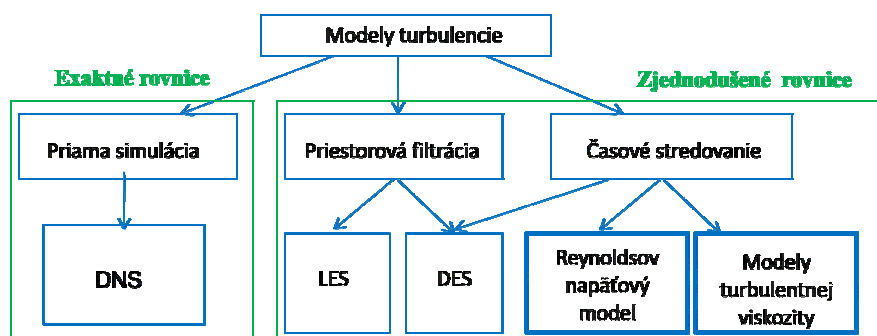 Modely turbulencie
Exaktné rovnice
Zjednodušené rovnice
Priama simulácia
Priestorová filtrácia
Časové stredovanie
DNS
LES
DES
Reynoldsov
napäťový
model
Modely
turbulentnej
viskozity